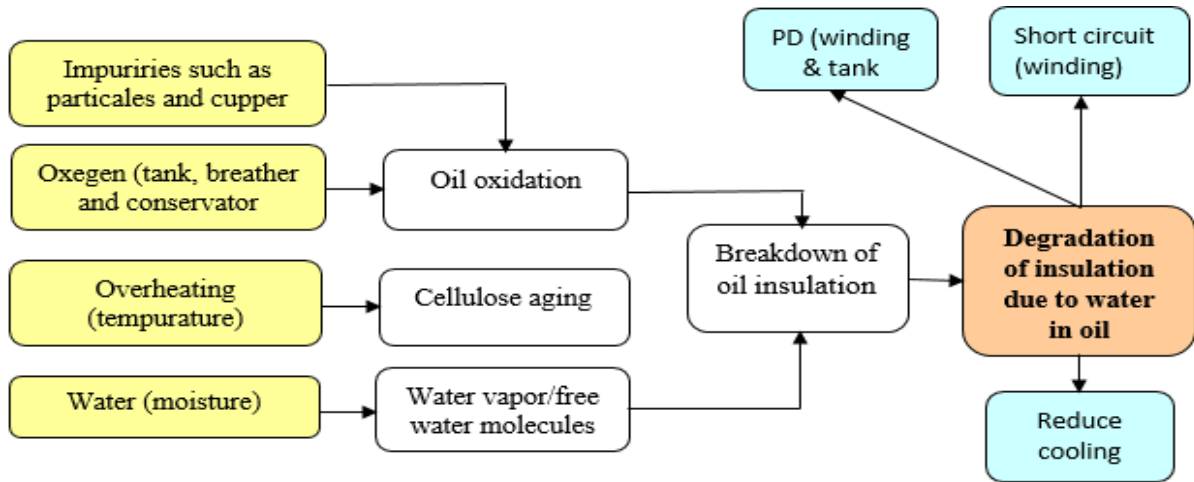 Impuriries such as
particales and cupper
Oxegen (tank, breather
and conservator
Overheating
(tempurature)
Water (moisture)
Oil oxidation
Cellulose aging
Water vapor/free
water molecules
Breakdown of
oil insulation
PD (winding
& tank
Short circuit
(winding)
Degradation
of insulation
due to water
in oil
Reduce
cooling